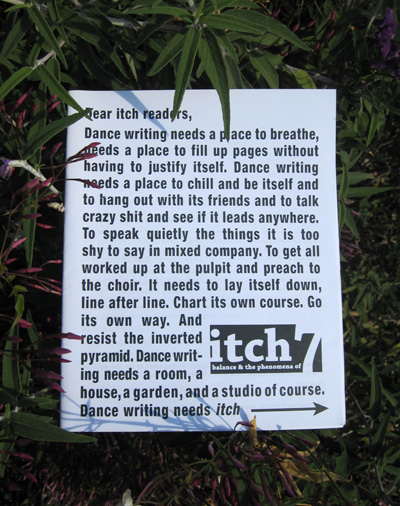 Dear itch readers,
Dance writing needs a place to breathe,
needs a place to fill up pages without
having to justify itself. Dance writing
needs a place to chill and be itself and
to hang out with its friends and to talk
crazy shit and see if it leads anywhere.
To speak quietly the things it is too
shy to say in mixed company. To get all
worked up at the pulpit and preach to
the choir. It needs to lay itself down,
line after line. Chart its own course. Go
its own way. And
resist the inverted
pyramid. Dance writ-
ing needs a room, a
house, a garden, and a studio of course.
Dance writing needs itch
itch 7
balance & the phenomena of